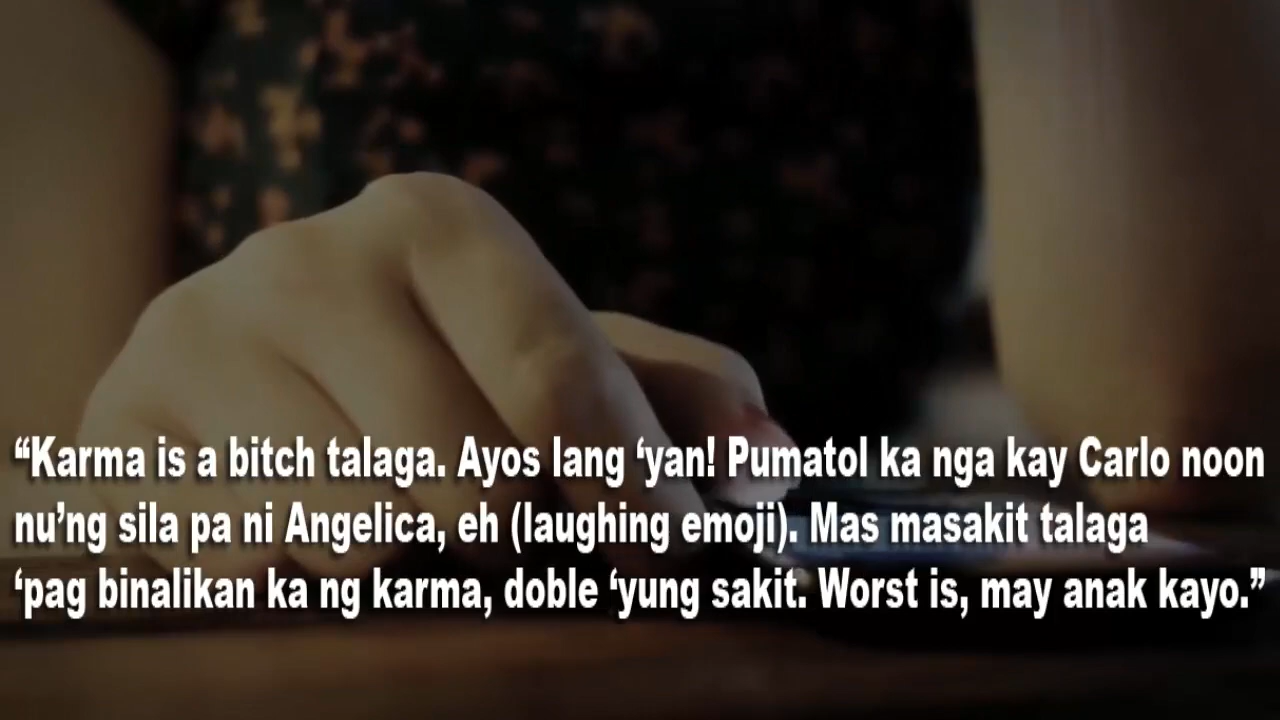 “Karma is a bitch talaga. Ayos lang ‘yan! Pumatol ka nga kay Carlo noon
nu’ng sila pa ni Angelica, eh (laughing emoji). Mas masakit talaga
‘pag binalikan ka ng karma, doble ‘yung sakit. Worst is, may anak kayo.”